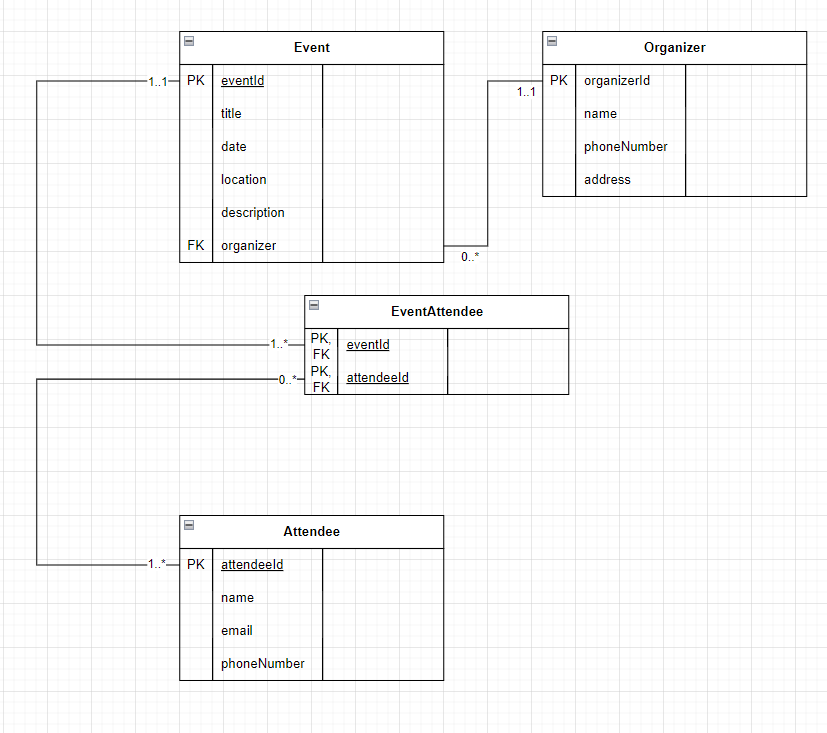 Event
PK eventId
title
date
location
description
FK organizer
1..1
Organizer
PK organizerId
name
phoneNumber
address
1..1
0..*
EventAttendee
PK, FK eventId
PK, FK attendeeId
1..*
0..*
Attendee
PK attendeeId
name
email
phoneNumber
1..*